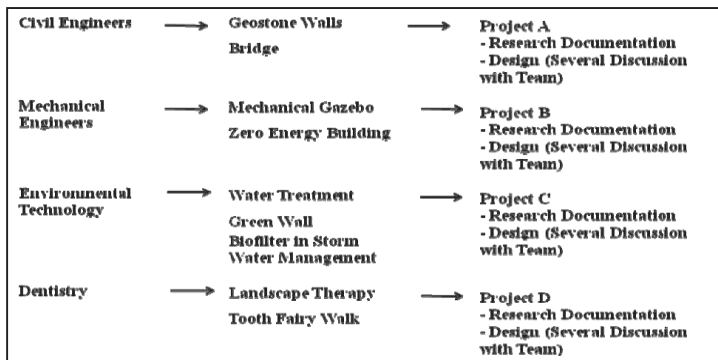 Civil Engineers
Geostone Walls
Bridge
Project A
- Research Documentation
- Design (Several Discussion
with Team)
Mechanical
Engineers
Mechanical Gazebo
Zero Energy Building
Project B
- Research Documentation
- Design (Several Discussion
with Team)
Environmental
Technology
Water Treatment
Green Wall
Biofilter in Storm
Water Management
Project C
- Research Documentation
- Design (Several Discussion
with Team)
Dentistry
Landscape Therapy
Tooth Fairy Walk
Project D
- Research Documentation
- Design (Several Discussion
with Team)